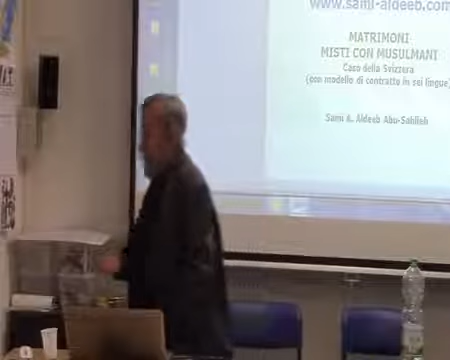 www.sami-aldeeb.com
MATRIMONI
MISTI CON MUSULMANI
Caso della Svizzera
(con modello di contratto in sei lingue)
Sami A. Aldeeb Abu-Sahlieh